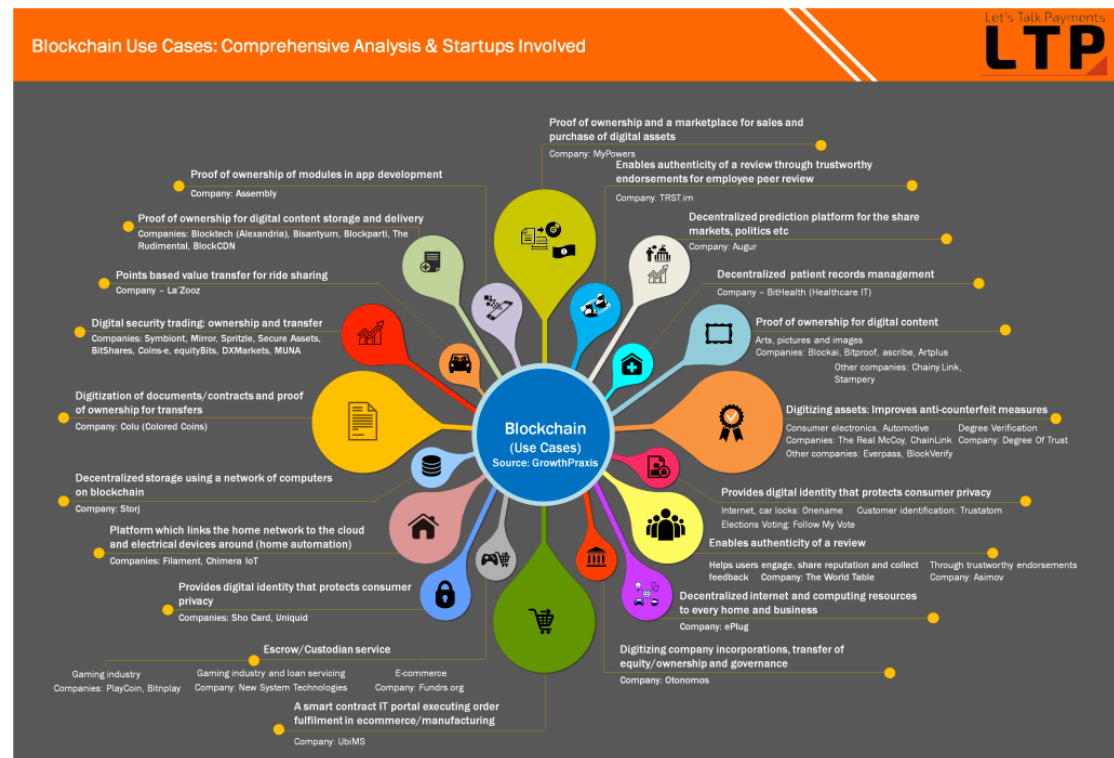 Let's Talk Payments
LTP
Blockchain Use Cases: Comprehensive Analysis & Startups Involved
Proof of ownership and a marketplace for sales and
purchase of digital assets
Company: MyPowers
Enables authenticity of a review through trustworthy
endorsements for employee peer review
Company: TRST.im
Decentralized prediction platform for the share
markets, politics etc
Company: Augur
Decentralized patient records management
Company – BitHealth (Healthcare IT)
Proof of ownership for digital content
Arts, pictures and images
Companies: Blockai, Bitproof, ascribe, Artplus
Other companies: Chainy.Link,
Stampery
Digitizing assets: Improves anti-counterfeit measures
Consumer electronics, Automotive
Companies: The Real McCoy, ChainLink
Degree Verification
Company: Degree Of Trust
Other companies: Everpass, BlockVerify
Provides digital identity that protects consumer privacy
Internet, car locks: Onename
Customer identification: Trustatom
Elections Voting: Follow My Vote
Enables authenticity of a review
Helps users engage, share reputation and collect
feedback Company: The World Table
Through trustworthy endorsements
Company: Asimov
Decentralized internet and computing resources
to every home and business
Company: ePlug
Digitizing company incorporations, transfer of
equity/ownership and governance
Company: Otonomos
Proof of ownership of modules in app development
Company: Assembly
Proof of ownership for digital content storage and delivery
Companies: Blocktech (Alexandria), Bisantyum, Blockparti, The
Rudimental, BlockCDN
Points based value transfer for ride sharing
Company – La'Zooz
Digital security trading: ownership and transfer
Companies: Symbiont, Mirror, Spritzle, Secure Assets,
BitShares, Coins-e, equityBits, DXMarkets, MUNA
Digitization of documents/contracts and proof
of ownership for transfers
Company: Colu (Colored Coins)
Decentralized storage using a network of computers
on blockchain
Company: Storj
Platform which links the home network to the cloud
and electrical devices around (home automation)
Companies: Filament, Chimera IoT
Provides digital identity that protects consumer
privacy
Companies: Sho Card, Uniquid
Escrow/Custodian service
Gaming industry
Companies: PlayCoin, Bitnplay
Gaming industry and loan servicing
Company: New System Technologies
E-commerce
Company: Fundrs.org
A smart contract IT portal executing order
fulfilment in ecommerce/manufacturing
Company: UbiMS
Blockchain
(Use Cases)
Source: GrowthPraxis